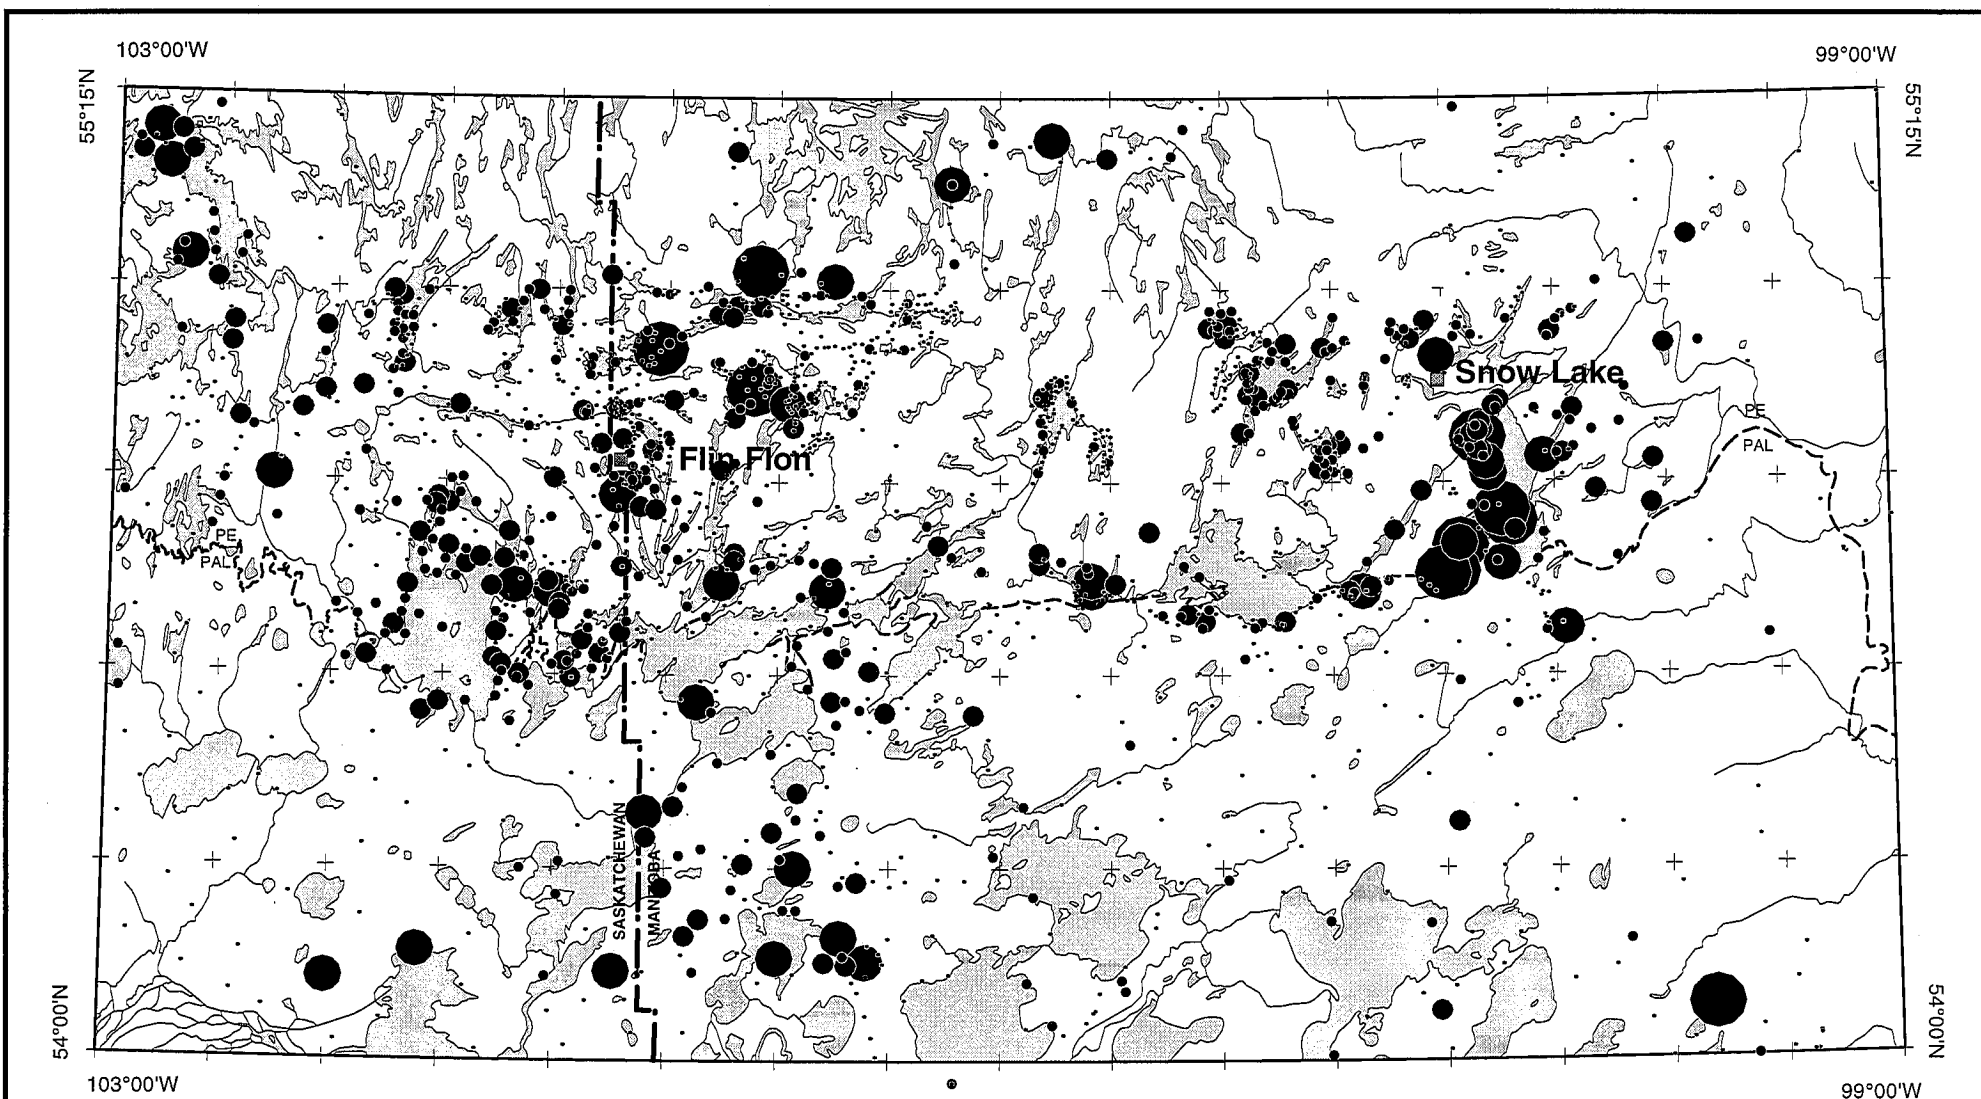 103°00'W
99°00'W
55°15'N
55°15'N
Snow Lake
PE
PAL
Flin Flon
PE
PAL
SASKATCHEWAN
MANITOBA
54°00'N
54°00'N
103°00'W
99°00'W